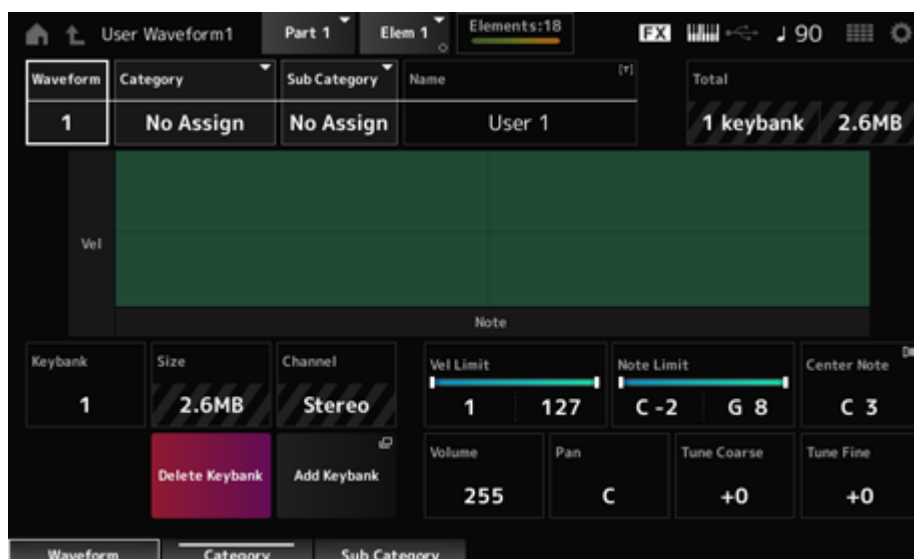 User Waveform1 Part 1 Elem 1 Elements:18 FX ♩ 90
Waveform Category Sub Category Name [T] Total
1 No Assign No Assign User 1 1 keybank 2.6MB
Vel
Note
Keybank Size Channel Vel Limit Note Limit Center Note
1 2.6MB Stereo 1 127 C -2 G 8 C 3
Delete Keybank Add Keybank Volume Pan Tune Coarse Tune Fine
255 C +0 +0
Waveform Category Sub Category